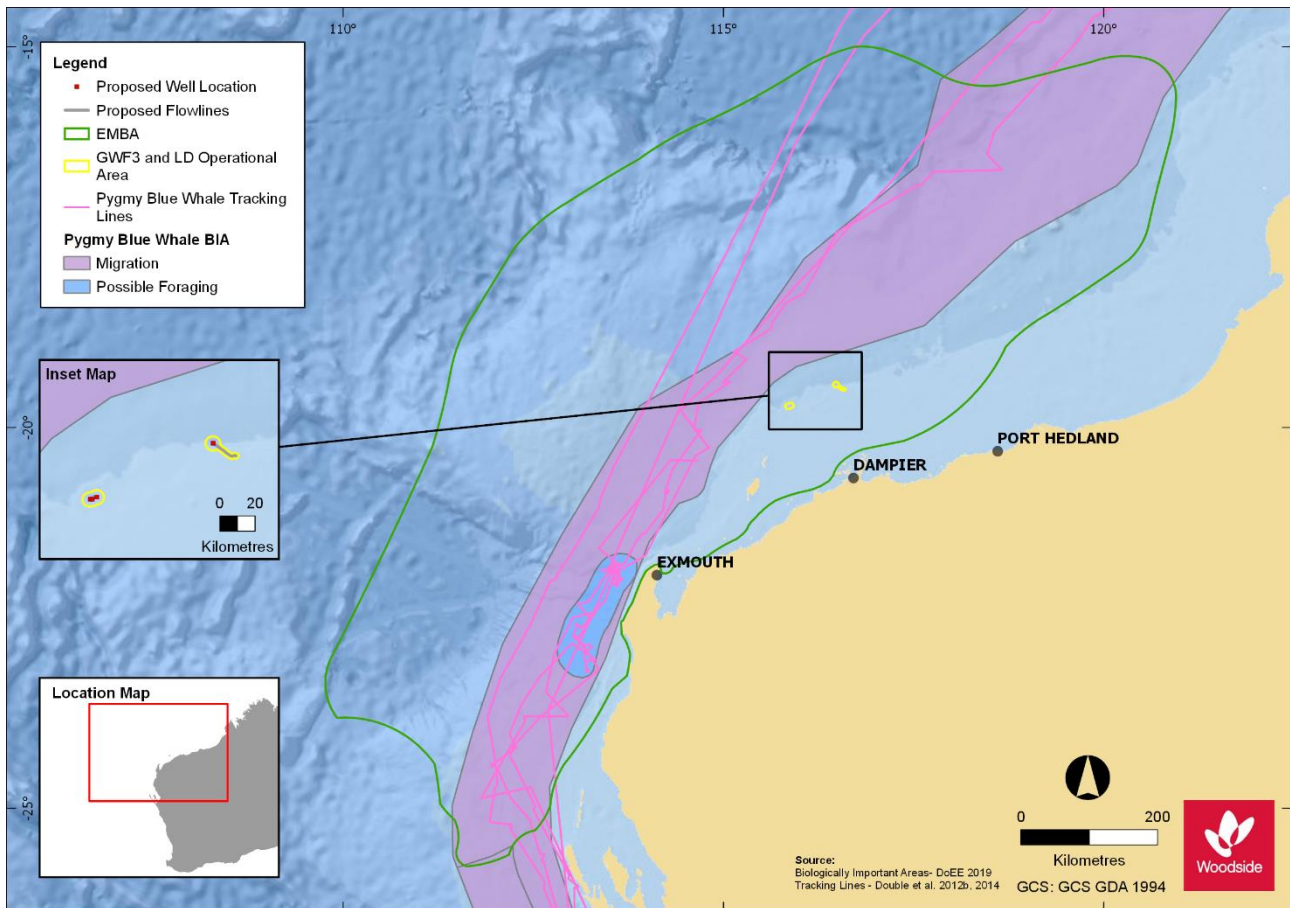 110°
115°
120°
-15°
-20°
-25°
Legend
Proposed Well Location
Proposed Flowlines
EMBA
GWF3 and LD Operational
Area
Pygmy Blue Whale Tracking
Lines
Pygmy Blue Whale BIA
Migration
Possible Foraging
Inset Map
0 20
Kilometres
PORT HEDLAND
DAMPIER
EXMOUTH
Location Map
0 200
Kilometres
GCS: GCS GDA 1994
Source:
Biologically Important Areas- DoEE 2019
Tracking Lines - Double et al. 2012b, 2014
Woodside